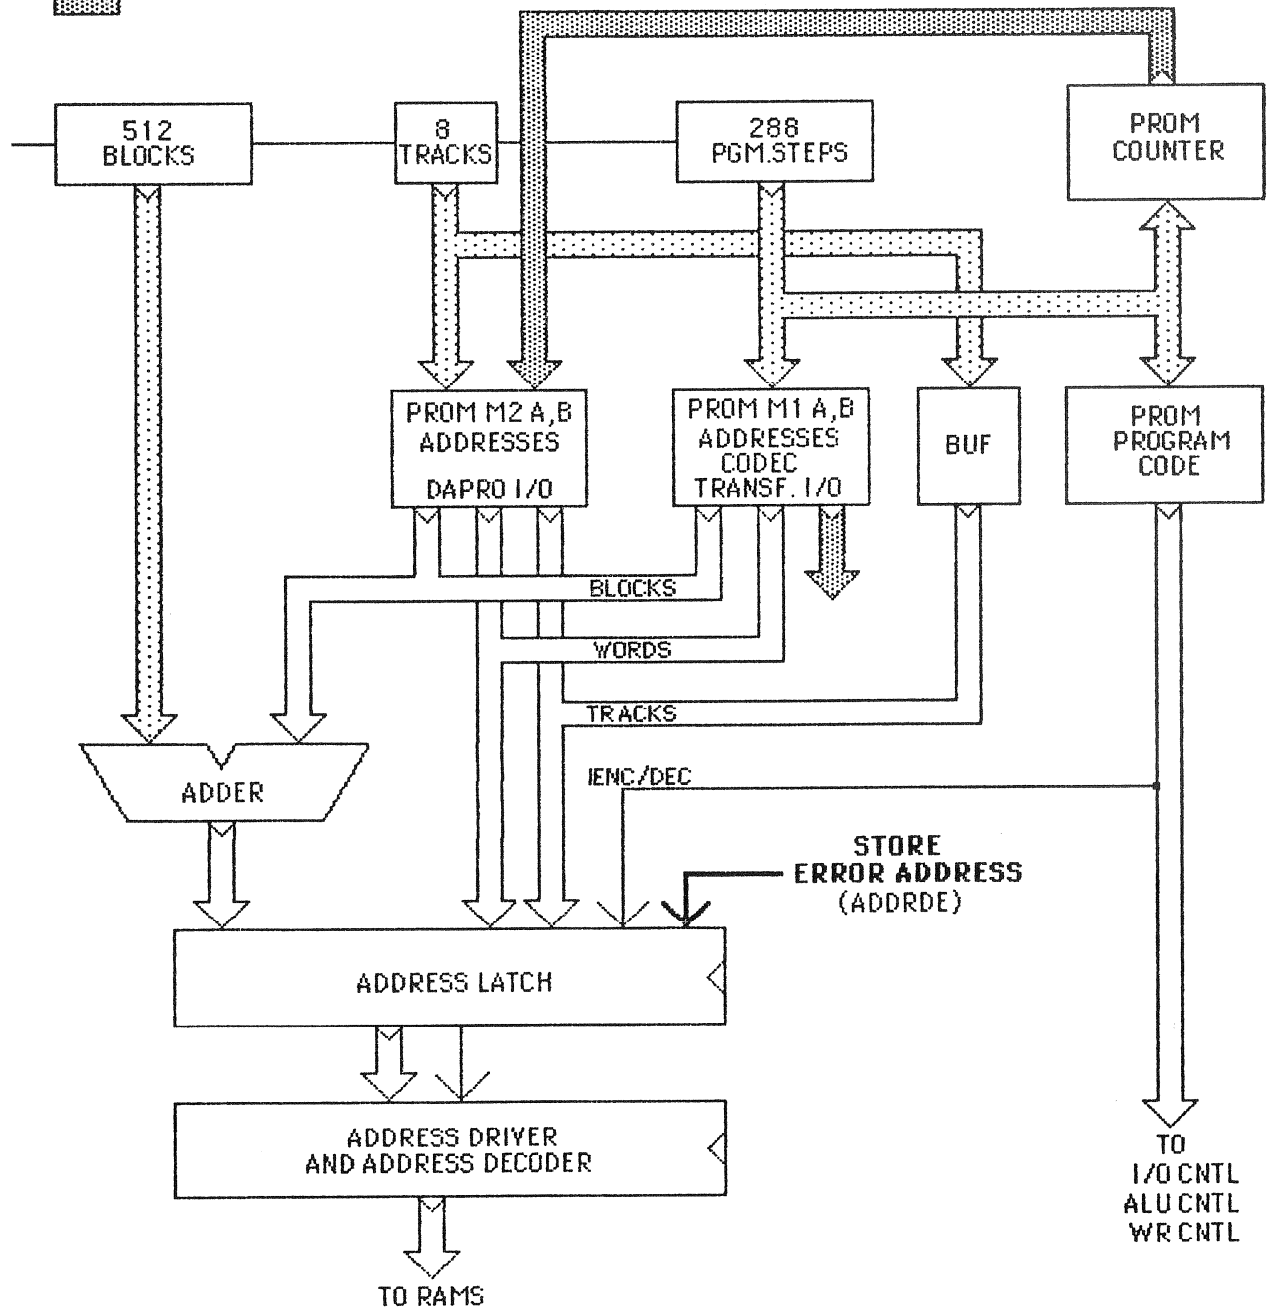 512
BLOCKS
8
TRACKS
288
PGM.STEPS
PROM
COUNTER
PROM M2 A,B
ADDRESSES
DAPRO I/O
PROM M1 A,B
ADDRESSES
CODEC
TRANSF. I/O
BUF
PROM
PROGRAM
CODE
BLOCKS
WORDS
TRACKS
IENC/DEC
ADDER
STORE
ERROR ADDRESS
(ADDRDE)
ADDRESS LATCH
ADDRESS DRIVER
AND ADDRESS DECODER
TO
I/O CNTL
ALU CNTL
WR CNTL
TO RAMS